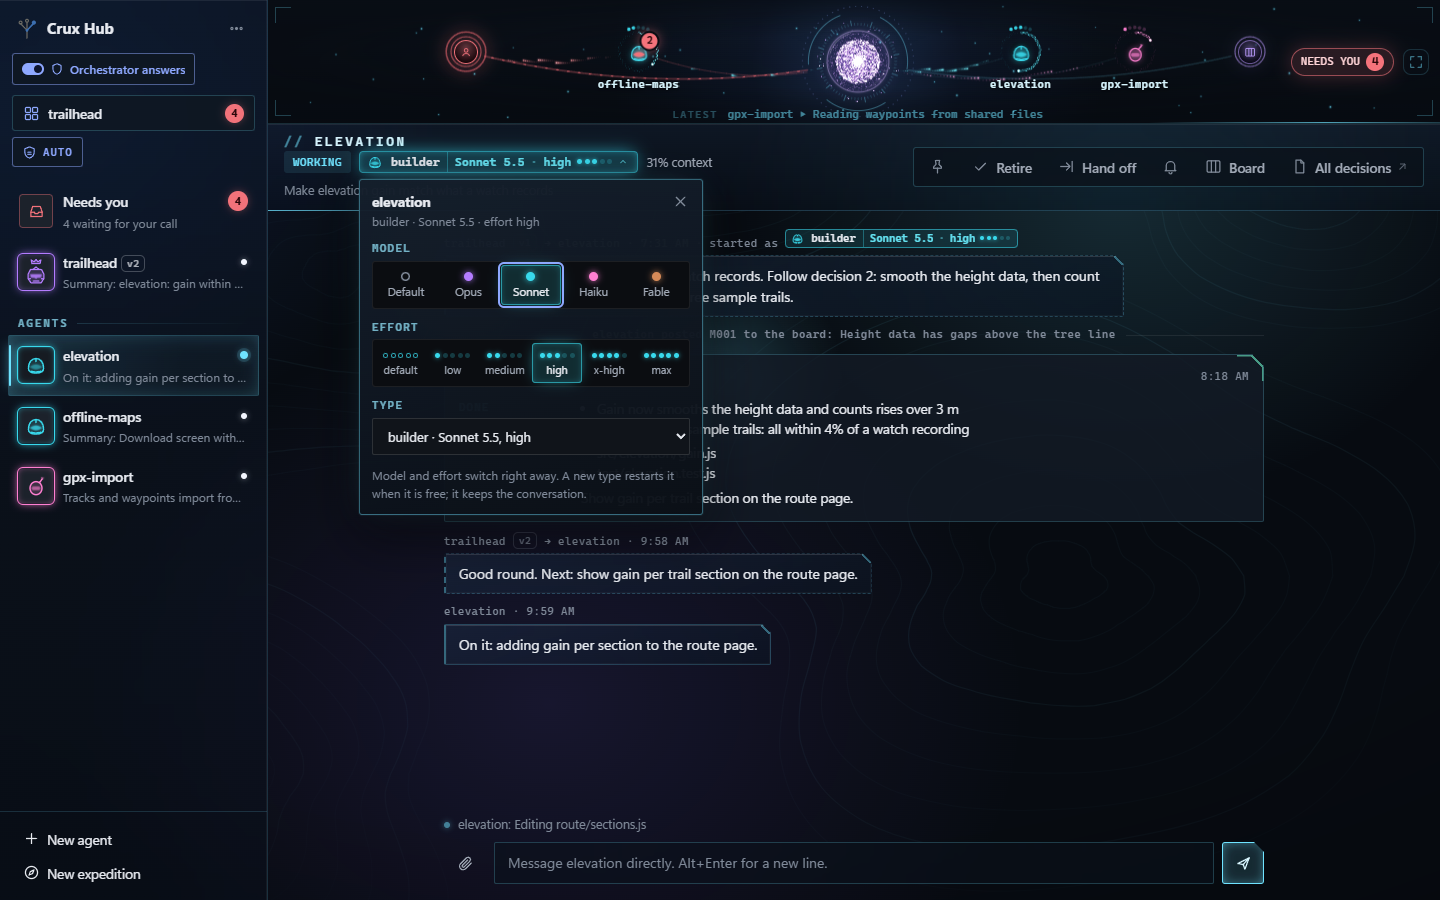 Crux Hub
Orchestrator answers
trailhead 4
AUTO
Needs you 4
4 waiting for your call
trailhead v2
Summary: elevation: gain within ...
AGENTS
elevation
On it: adding gain per section to ...
offline-maps
Summary: Download screen with...
gpx-import
Tracks and waypoints import fro...
New agent
New expedition
2
offline-maps
elevation
gpx-import
NEEDS YOU 4
LATEST gpx-import ▸ Reading waypoints from shared files
// ELEVATION
WORKING builder Sonnet 5.5 · high 31% context
Make elevatio
Retire Hand off Board All decisions ↗
elevation
builder · Sonnet 5.5 · effort high
MODEL
Default Opus Sonnet Haiku Fable
EFFORT
default low medium high x-high max
TYPE
builder · Sonnet 5.5, high
Model and effort switch right away. A new type restarts it
when it is free; it keeps the conversation.
started as builder Sonnet 5.5 · high
h records. Follow decision 2: smooth the height data, then count
e sample trails.
M001 to the board: Height data has gaps above the tree line
8:18 AM
Gain now smooths the height data and counts rises over 3 m
mple trails: all within 4% of a watch recording
.js
.js
show gain per trail section on the route page.
trailhead v2 → elevation · 9:58 AM
Good round. Next: show gain per trail section on the route page.
elevation · 9:59 AM
On it: adding gain per section to the route page.
elevation: Editing route/sections.js
Message elevation directly. Alt+Enter for a new line.